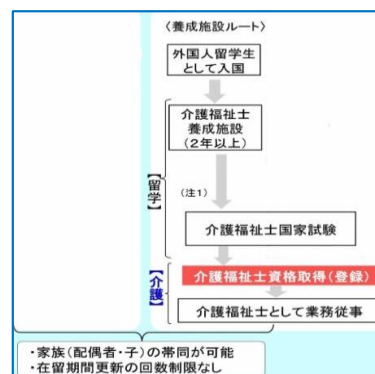 〈養成施設ルート〉
外国人留学生
として入国
介護福祉士
養成施設
(2年以上)
【留学】
(注1)
介護福祉士国家試験
【介護】
介護福祉士資格取得(登録)
介護福祉士として業務従事
・家族(配偶者・子)の帯同が可能
・在留期間更新の回数制限なし